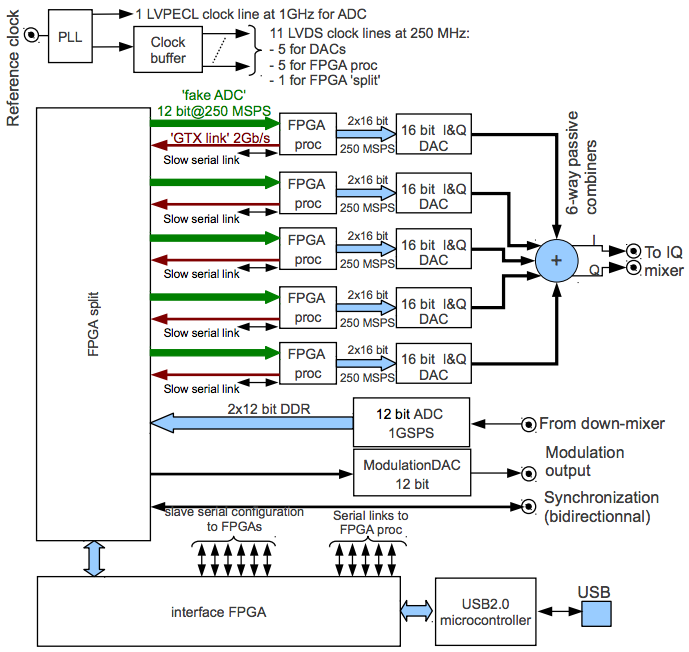 Reference clock
PLL
1 LVPECL clock line at 1GHz for ADC
Clock
buffer
11 LVDS clock lines at 250 MHz:
- 5 for DACs
- 5 for FPGA proc
- 1 for FPGA 'split'
FPGA split
'fake ADC'
12 bit@250 MSPS
'GTX link' 2Gb/s
Slow serial link
FPGA
proc
2x16 bit
250 MSPS
16 bit I&Q
DAC
Slow serial link
FPGA
proc
2x16 bit
250 MSPS
16 bit I&Q
DAC
Slow serial link
FPGA
proc
2x16 bit
250 MSPS
16 bit I&Q
DAC
Slow serial link
FPGA
proc
2x16 bit
250 MSPS
16 bit I&Q
DAC
Slow serial link
FPGA
proc
2x16 bit
250 MSPS
16 bit I&Q
DAC
6-way passive
combiners
+
I
Q
To IQ
mixer
2x12 bit DDR
12 bit ADC
1GSPS
From down-mixer
ModulationDAC
12 bit
Modulation
output
Synchronization
(bidirectionnal)
slave serial configuration
to FPGAs
Serial links to
FPGA proc
interface FPGA
USB2.0
microcontroller
USB